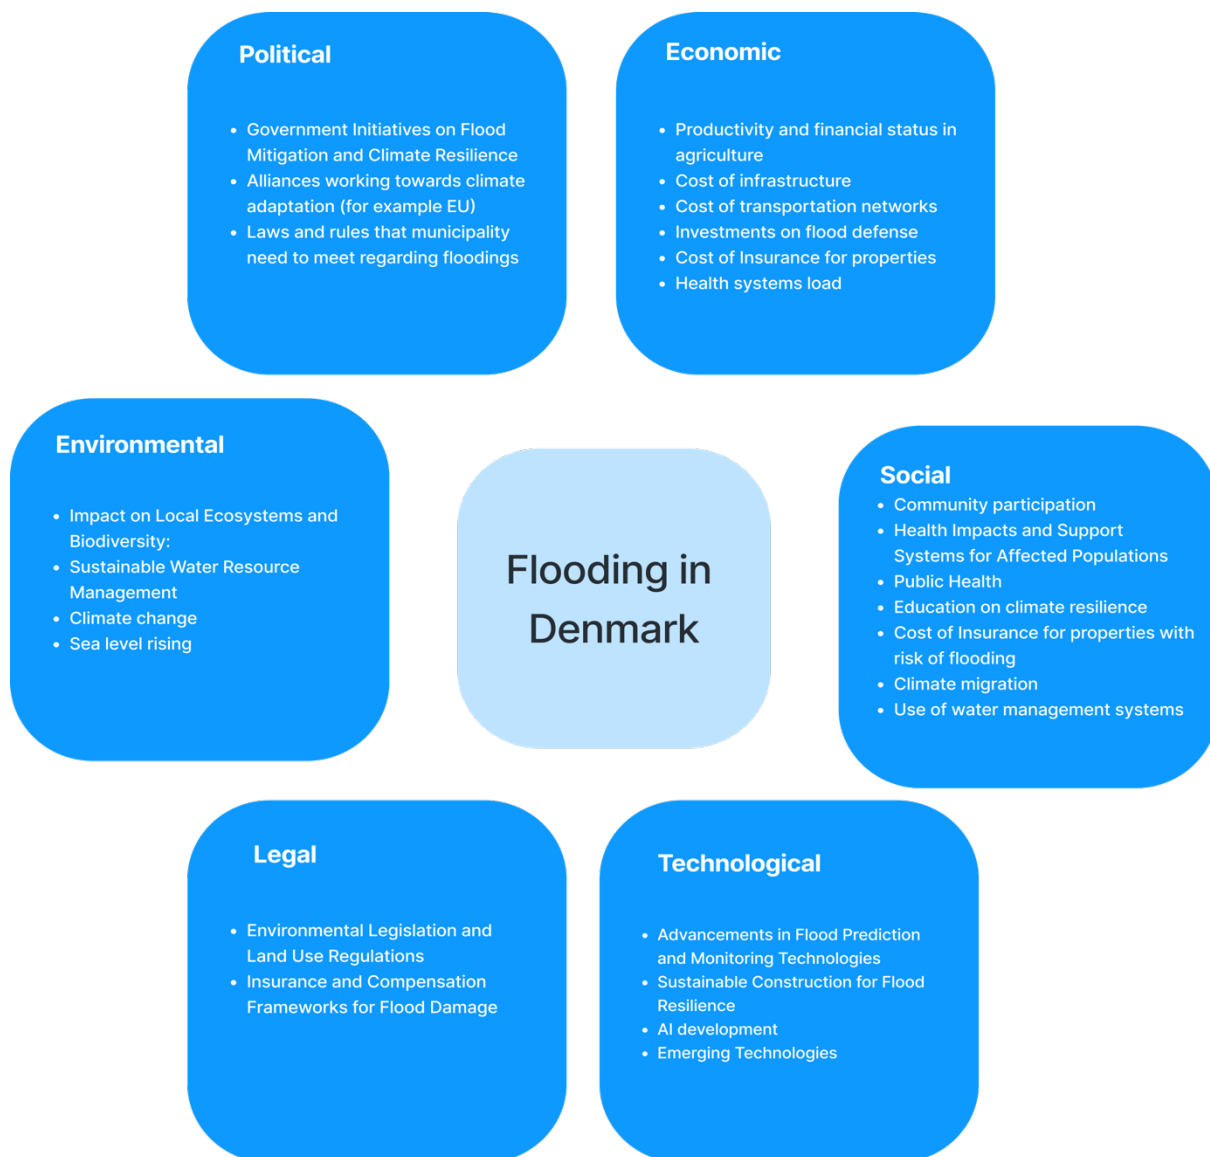 Political
• Government Initiatives on Flood
Mitigation and Climate Resilience
• Alliances working towards climate
adaptation (for example EU)
• Laws and rules that municipality
need to meet regarding floodings
Economic
• Productivity and financial status in
agriculture
• Cost of infrastructure
• Cost of transportation networks
• Investments on flood defense
• Cost of Insurance for properties
• Health systems load
Environmental
• Impact on Local Ecosystems and
Biodiversity:
• Sustainable Water Resource
Management
• Climate change
• Sea level rising
Flooding in
Denmark
Social
• Community participation
• Health Impacts and Support
Systems for Affected Populations
• Public Health
• Education on climate resilience
• Cost of Insurance for properties with
risk of flooding
• Climate migration
• Use of water management systems
Legal
• Environmental Legislation and
Land Use Regulations
• Insurance and Compensation
Frameworks for Flood Damage
Technological
• Advancements in Flood Prediction
and Monitoring Technologies
• Sustainable Construction for Flood
Resilience
• AI development
• Emerging Technologies